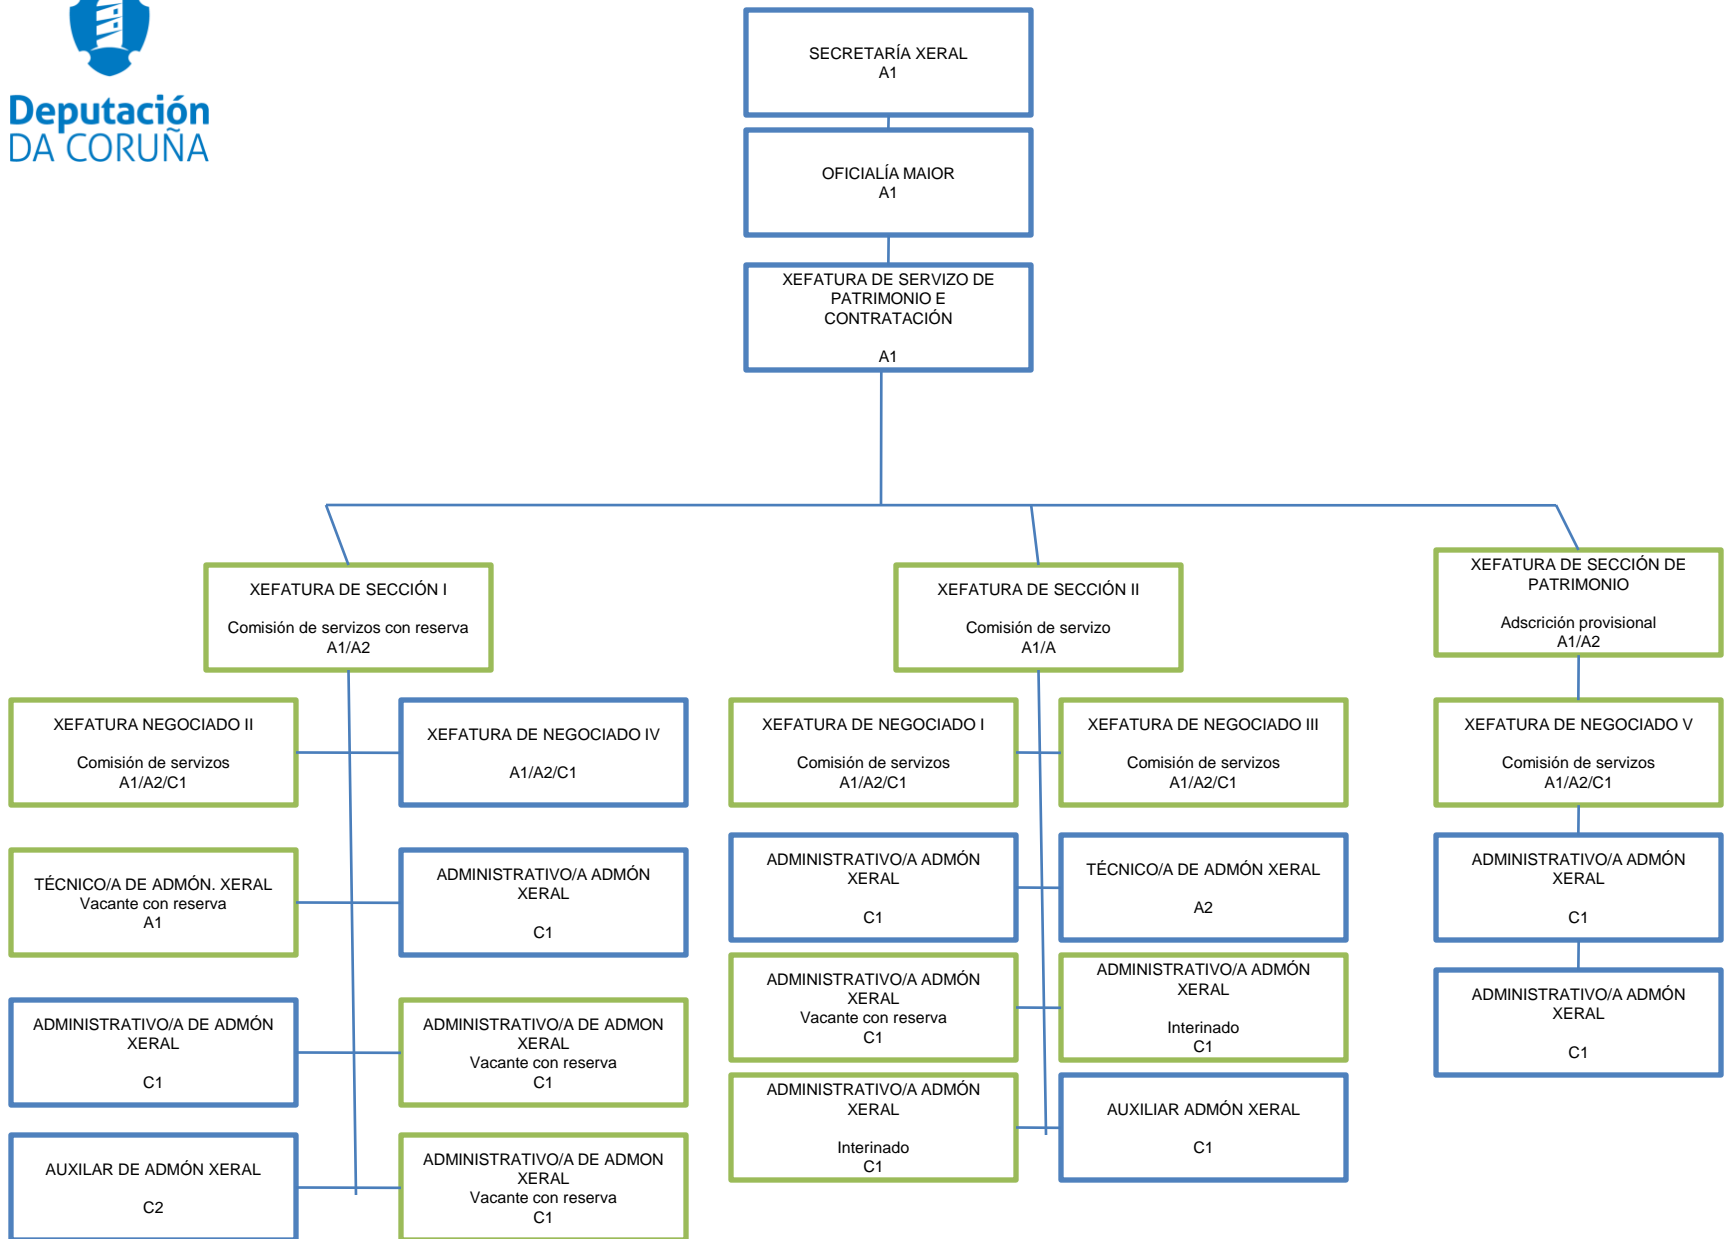 Deputación
DA CORUÑA
SECRETARÍA XERAL
A1
OFICIALÍA MAIOR
A1
XEFATURA DE SERVIZO DE
PATRIMONIO E
CONTRATACIÓN
A1
XEFATURA DE SECCIÓN I
Comisión de servizos con reserva
A1/A2
XEFATURA DE SECCIÓN II
Comisión de servizo
A1/A
XEFATURA DE SECCIÓN DE
PATRIMONIO
Adscrición provisional
A1/A2
XEFATURA NEGOCIADO II
Comisión de servizos
A1/A2/C1
XEFATURA DE NEGOCIADO IV
A1/A2/C1
XEFATURA DE NEGOCIADO I
Comisión de servizos
A1/A2/C1
XEFATURA DE NEGOCIADO III
Comisión de servizos
A1/A2/C1
XEFATURA DE NEGOCIADO V
Comisión de servizos
A1/A2/C1
TÉCNICO/A DE ADMÓN. XERAL
Vacante con reserva
A1
ADMINISTRATIVO/A ADMÓN
XERAL
C1
ADMINISTRATIVO/A ADMÓN
XERAL
C1
TÉCNICO/A DE ADMÓN XERAL
A2
ADMINISTRATIVO/A ADMÓN
XERAL
C1
ADMINISTRATIVO/A DE ADMÓN
XERAL
C1
ADMINISTRATIVO/A DE ADMON
XERAL
Vacante con reserva
C1
ADMINISTRATIVO/A ADMÓN
XERAL
Vacante con reserva
C1
ADMINISTRATIVO/A ADMÓN
XERAL
Interinado
C1
ADMINISTRATIVO/A ADMÓN
XERAL
C1
AUXILAR DE ADMÓN XERAL
C2
ADMINISTRATIVO/A DE ADMON
XERAL
Vacante con reserva
C1
ADMINISTRATIVO/A ADMÓN
XERAL
Interinado
C1
AUXILIAR ADMÓN XERAL
C1